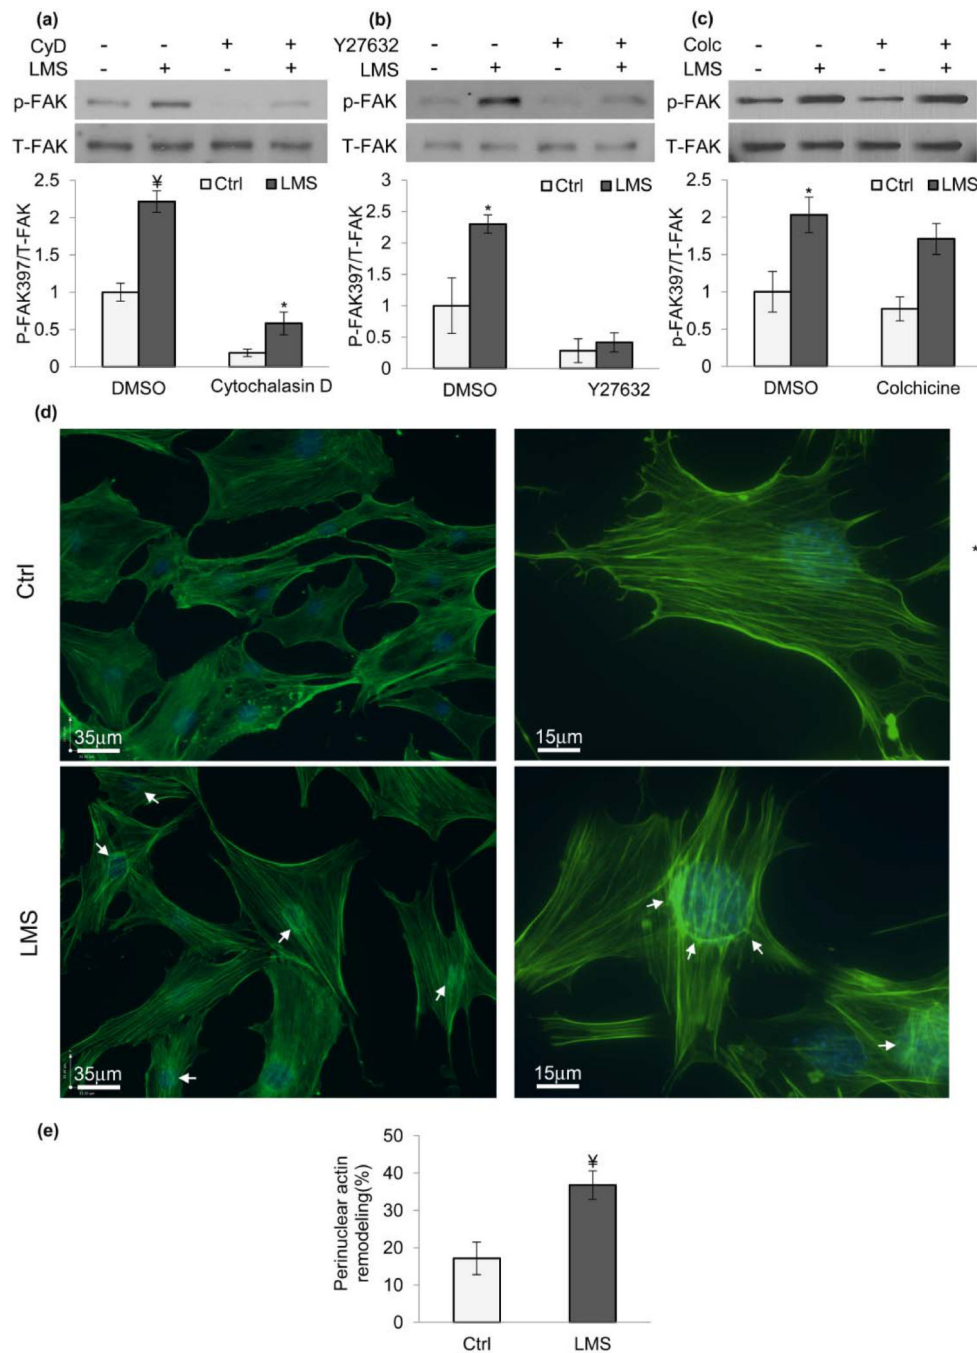 (a)
(b)
(c)
CyD - - + +
LMS - + - +
p-FAK
T-FAK
Y27632 - - + +
LMS - + - +
p-FAK
T-FAK
Colc - - + +
LMS - + - +
p-FAK
T-FAK
P-FAK397/T-FAK
2.5
2
1.5
1
0.5
0
Ctrl LMS
¥
*
DMSO Cytochalasin D
P-FAK397/T-FAK
3
2.5
2
1.5
1
0.5
0
Ctrl LMS
*
DMSO Y27632
p-FAK397/T-FAK
2.5
2
1.5
1
0.5
0
Ctrl LMS
*
DMSO Colchicine
(d)
Ctrl
35μm
15μm
*
LMS
35μm
15μm
(e)
Perinuclear actin
remodeling(%)
50
40
30
20
10
0
¥
Ctrl LMS